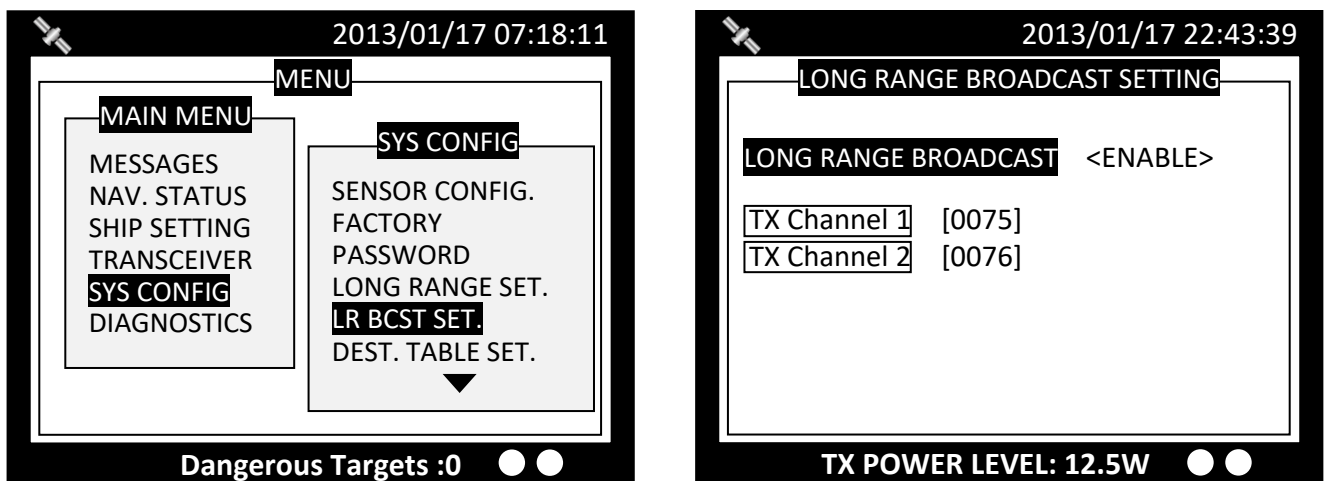 2013/01/17 07:18:11
MENU
MAIN MENU
MESSAGES
NAV. STATUS
SHIP SETTING
TRANSCEIVER
SYS CONFIG
DIAGNOSTICS
SYS CONFIG
SENSOR CONFIG.
FACTORY
PASSWORD
LONG RANGE SET.
LR BCST SET.
DEST. TABLE SET.
Dangerous Targets :0
2013/01/17 22:43:39
LONG RANGE BROADCAST SETTING
LONG RANGE BROADCAST <ENABLE>
TX Channel 1 [0075]
TX Channel 2 [0076]
TX POWER LEVEL: 12.5W